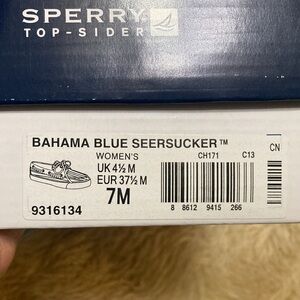 SPERRY
TOP-SIDER
BAHAMA BLUE SEERSUCKER™
WOMEN'S CH171 C13 CN
UK 4½ M
EUR 37½ M
7M
9316134
8 88612 9415 266